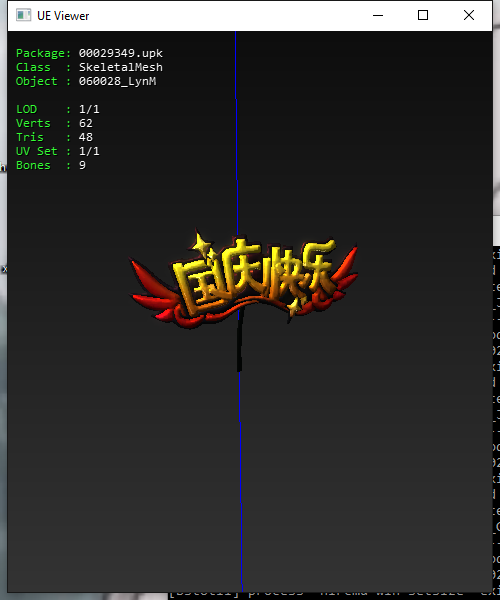 UE Viewer
Package: 00029349.upk
Class : SkeletalMesh
Object : 060028_LynM
LOD : 1/1
Verts : 62
Tris : 48
UV Set : 1/1
Bones : 9
国庆快乐